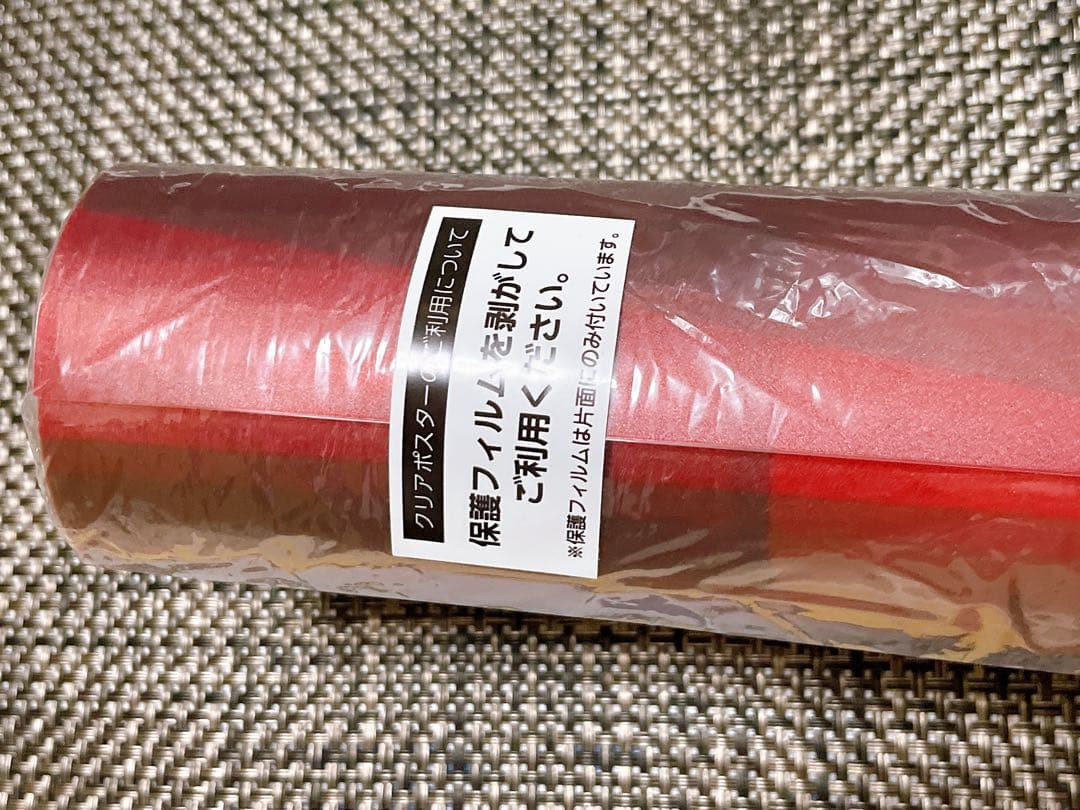 クリアポスターのご利用について
保護フィルムを剥がして
ご利用ください。
※保護フィルムは片面にのみ付いています。